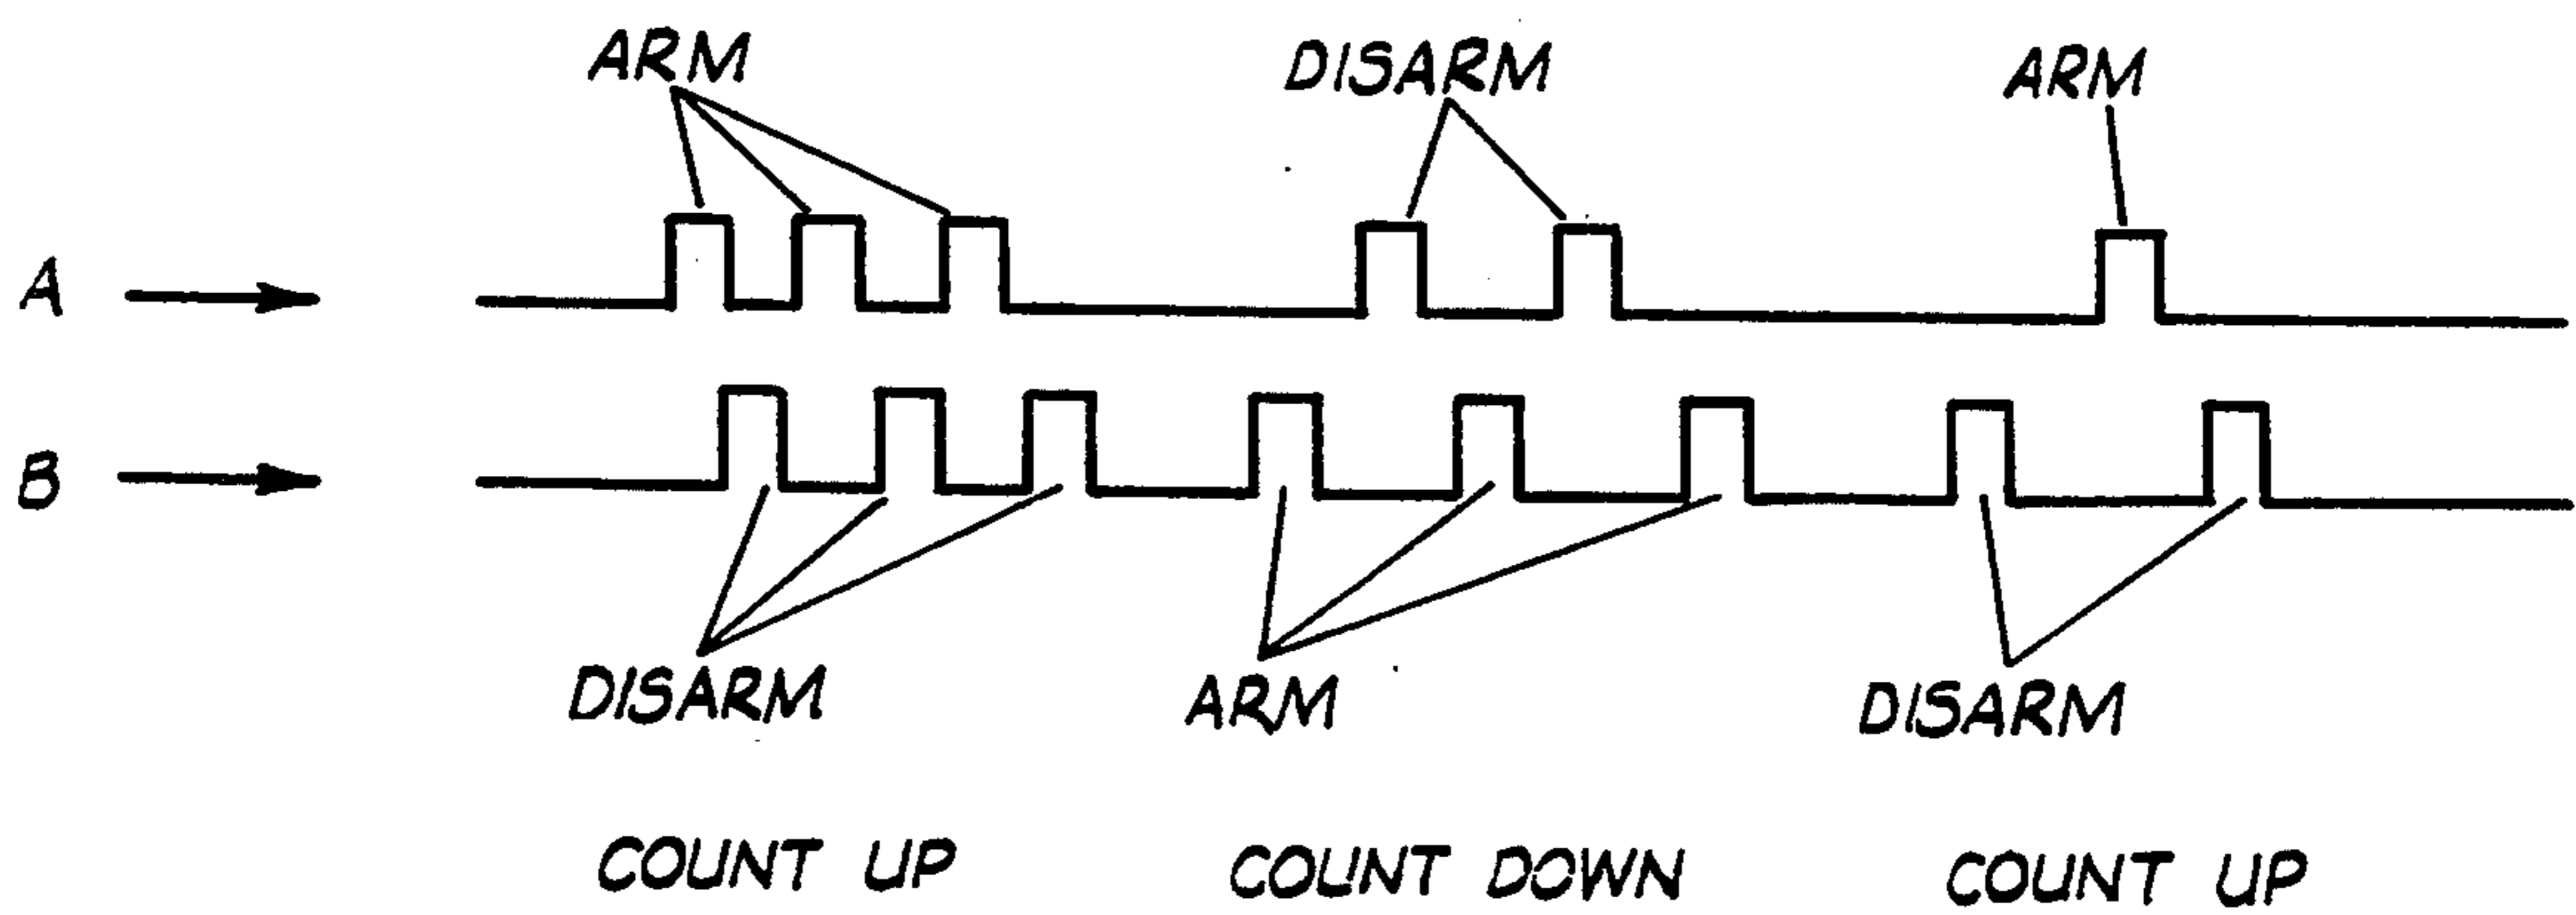 ARM DISARM ARM
A
B
DISARM ARM DISARM
COUNT UP COUNT DOWN COUNT UP